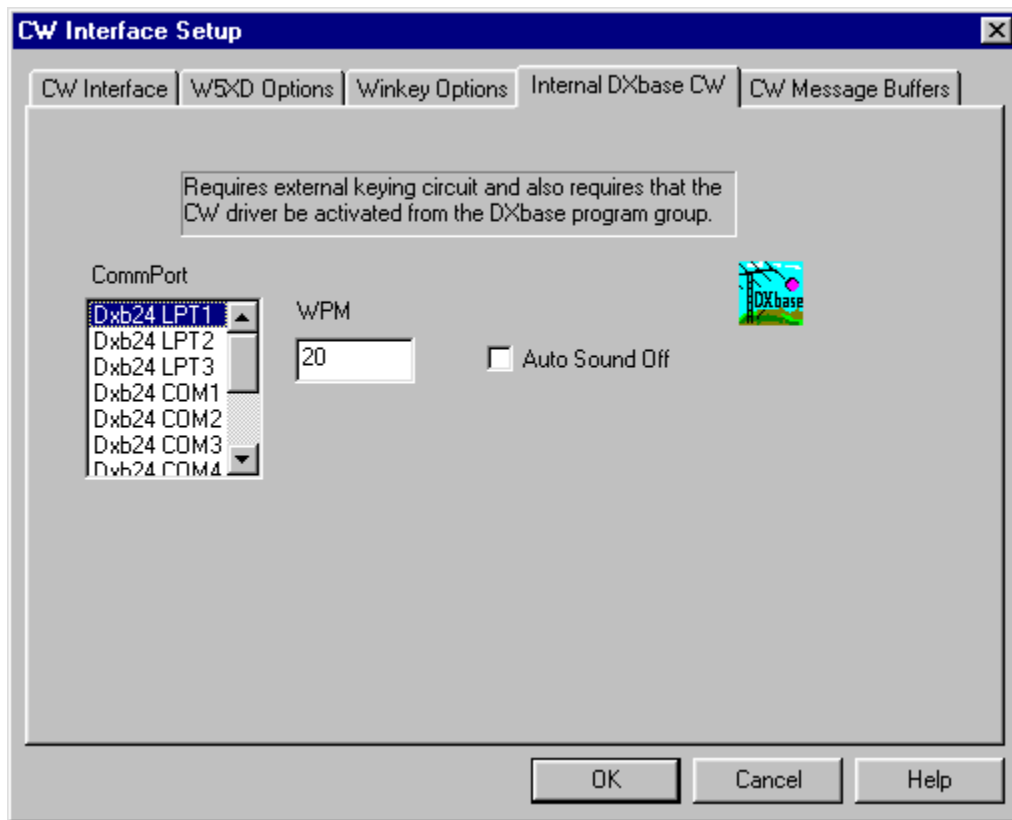 CW Interface Setup
CW Interface W5XD Options Winkey Options Internal DXbase CW CW Message Buffers
Requires external keying circuit and also requires that the
CW driver be activated from the DXbase program group.
CommPort
Dxb24 LPT1
Dxb24 LPT2
Dxb24 LPT3
Dxb24 COM1
Dxb24 COM2
Dxb24 COM3
Dxb24 COM4
WPM
20
Auto Sound Off
DXbase
OK Cancel Help